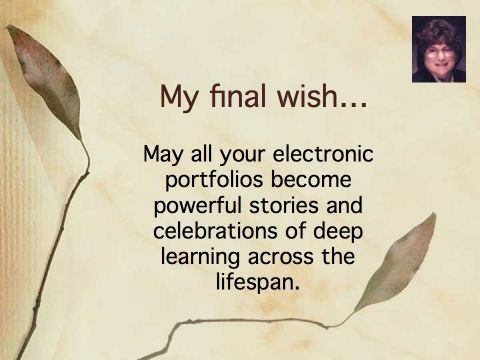 My final wish...
May all your electronic
portfolios become
powerful stories and
celebrations of deep
learning across the
lifespan.